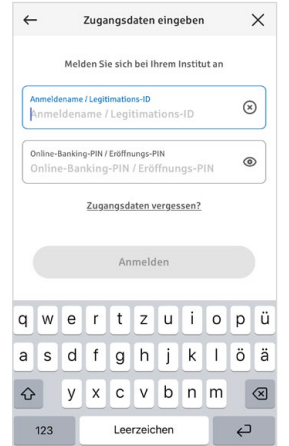 Zugangsdaten eingeben
Melden Sie sich bei Ihrem Institut an
Anmeldename / Legitimations-ID
Anmeldename / Legitimations-ID
Online-Banking-PIN / Eröffnungs-PIN
Online-Banking-PIN / Eröffnungs-PIN
Zugangsdaten vergessen?
Anmelden
q w e r t z u i o p ü
a s d f g h j k l ö ä
y x c v b n m
123 Leerzeichen